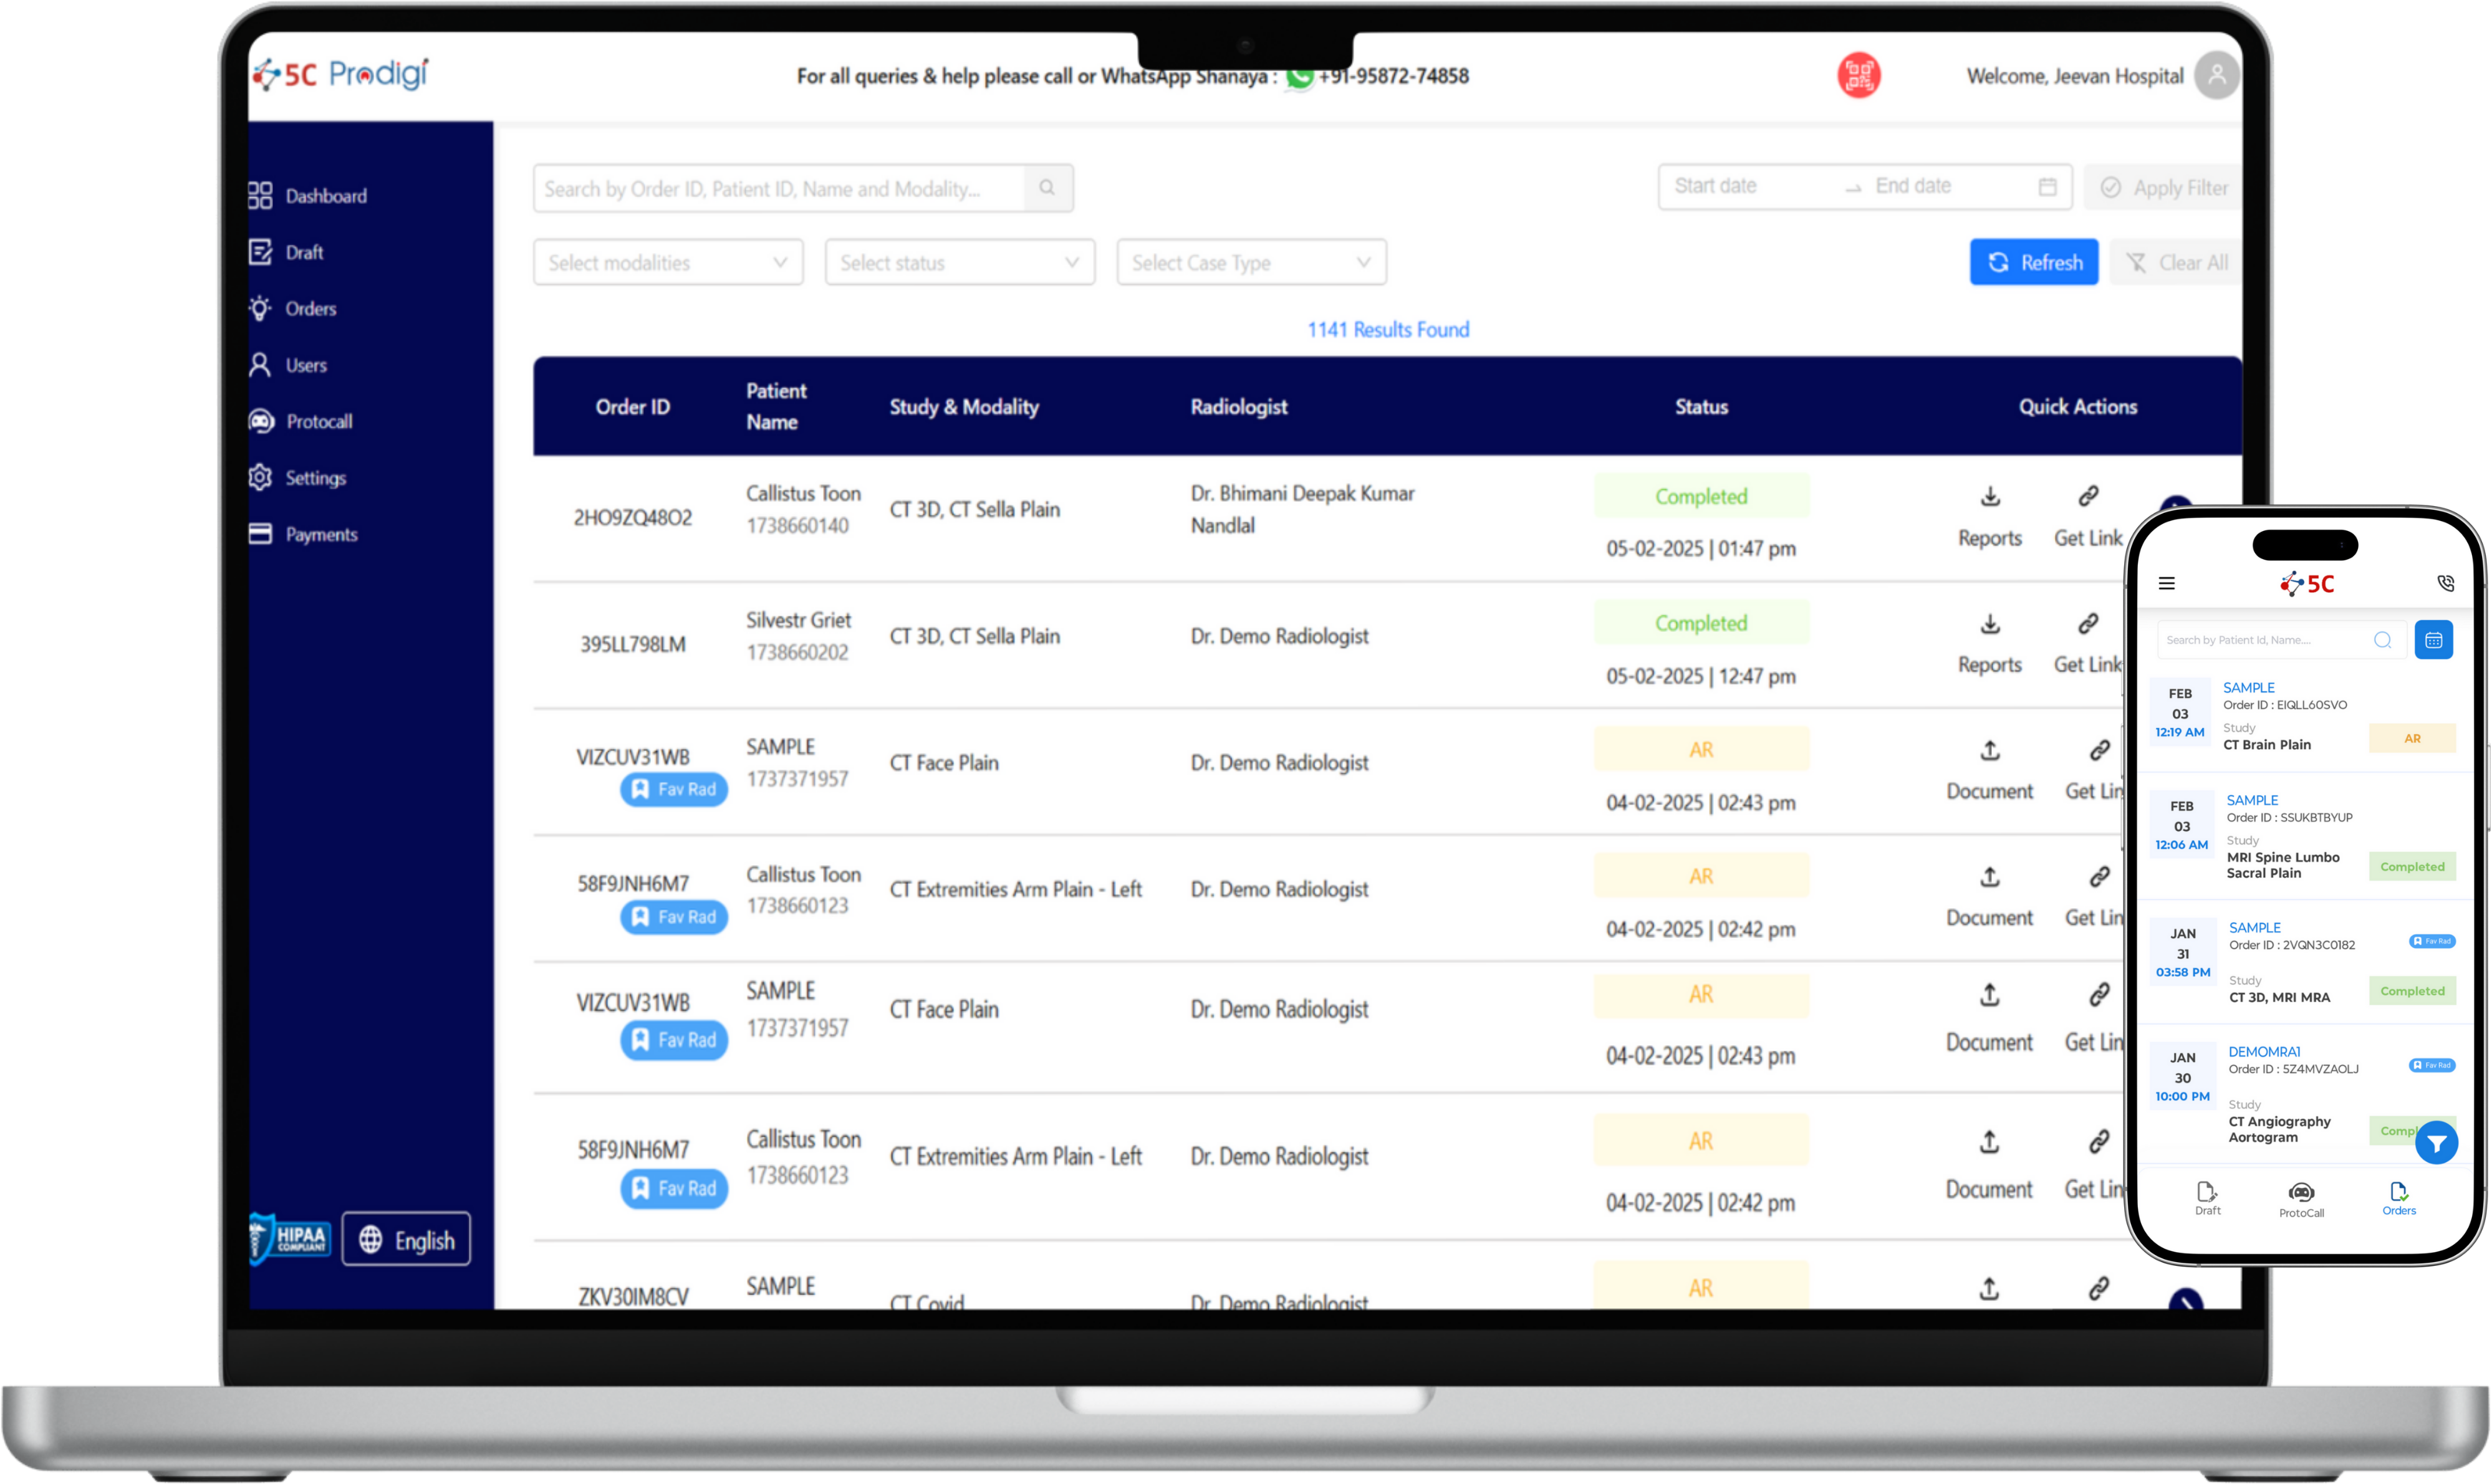 5C Prodigi
For all queries & help please call or WhatsApp Shanaya : +91-95872-74858
Welcome, Jeevan Hospital
Dashboard
Draft
Orders
Users
Protocall
Settings
Payments
HIPAA
COMPLIANT
English
Search by Order ID, Patient ID, Name and Modality...
Start date
End date
Apply Filter
Select modalities
Select status
Select Case Type
Refresh
Clear All
1141 Results Found
Order ID
Patient
Name
Study & Modality
Radiologist
Status
Quick Actions
2HO9ZQ48O2
Callistus Toon
1738660140
CT 3D, CT Sella Plain
Dr. Bhimani Deepak Kumar
Nandlal
Completed
05-02-2025 | 01:47 pm
Reports
Get Link
395LL798LM
Silvestr Griet
1738660202
CT 3D, CT Sella Plain
Dr. Demo Radiologist
Completed
05-02-2025 | 12:47 pm
Reports
Get Link
VIZCUV31WB
Fav Rad
SAMPLE
1737371957
CT Face Plain
Dr. Demo Radiologist
AR
04-02-2025 | 02:43 pm
Document
Get Lin
58F9JNH6M7
Fav Rad
Callistus Toon
1738660123
CT Extremities Arm Plain - Left
Dr. Demo Radiologist
AR
04-02-2025 | 02:42 pm
Document
Get Lin
VIZCUV31WB
Fav Rad
SAMPLE
1737371957
CT Face Plain
Dr. Demo Radiologist
AR
04-02-2025 | 02:43 pm
Document
Get Lin
58F9JNH6M7
Fav Rad
Callistus Toon
1738660123
CT Extremities Arm Plain - Left
Dr. Demo Radiologist
AR
04-02-2025 | 02:42 pm
Document
Get Lin
ZKV30IM8CV
SAMPLE
CT Covid
Dr. Demo Radiologist
AR
5C
Search by Patient Id, Name....
FEB
03
12:19 AM
SAMPLE
Order ID : EIQLL60SVO
Study
CT Brain Plain
AR
FEB
03
12:06 AM
SAMPLE
Order ID : SSUKBTBYUP
Study
MRI Spine Lumbo
Sacral Plain
Completed
JAN
31
03:58 PM
SAMPLE
Order ID : 2VQN3C0182
Fav Rad
Study
CT 3D, MRI MRA
Completed
JAN
30
10:00 PM
DEMOMRA1
Order ID : 5Z4MVZAOLJ
Fav Rad
Study
CT Angiography
Aortogram
Compl
Draft
ProtoCall
Orders